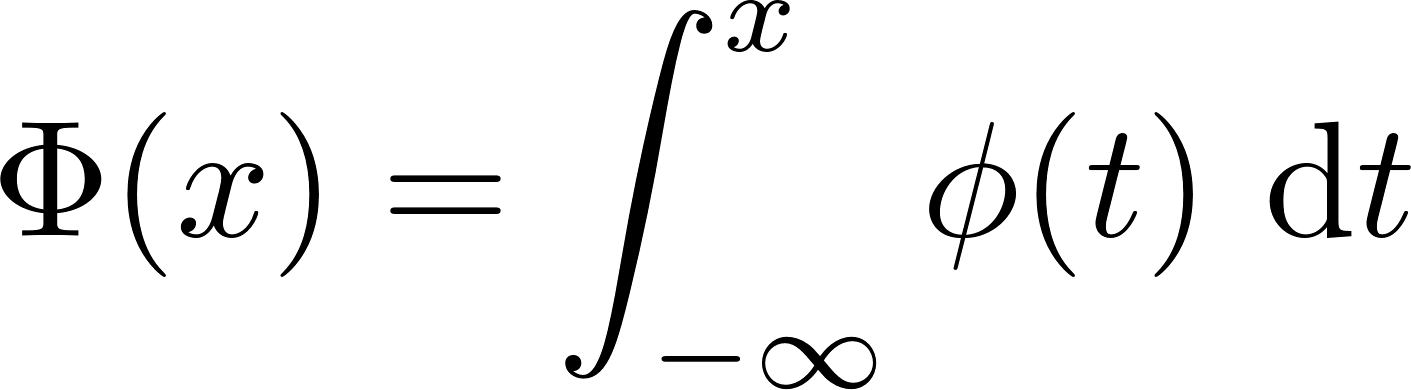 Φ(x) = ∫_{-∞}^{x} ϕ(t) dt